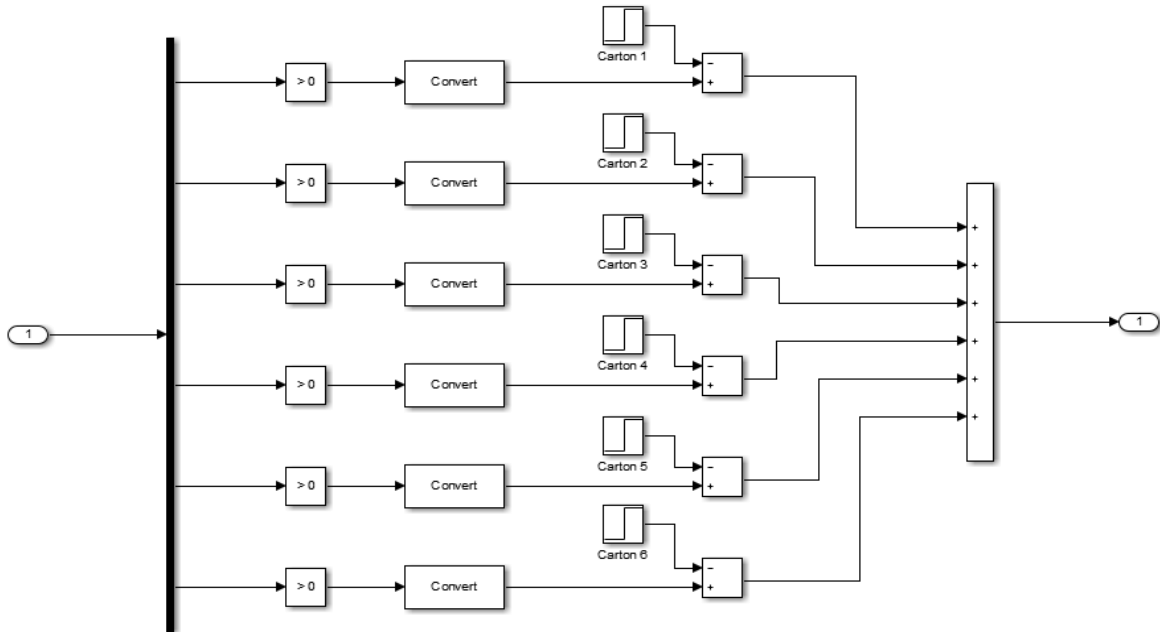 Carton 1
> 0
Convert
−
+
Carton 2
> 0
Convert
−
+
+
Carton 3
+
> 0
Convert
−
+
+
1
1
Carton 4
+
> 0
Convert
−
+
+
Carton 5
+
> 0
Convert
−
+
Carton 6
> 0
Convert
−
+